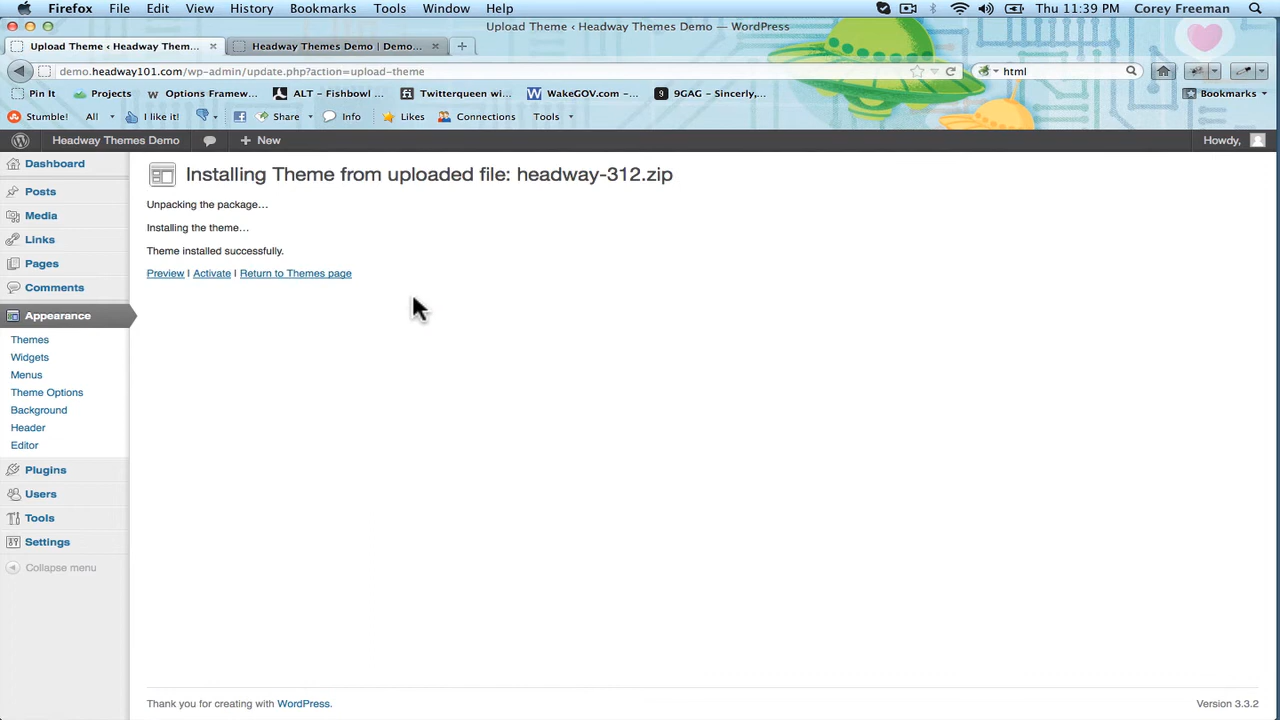 Firefox File Edit View History Bookmarks Tools Window Help Thu 11:39 PM Corey Freeman
Upload Theme ‹ Headway Themes Demo — WordPress
Upload Theme ‹ Headway Them... Headway Themes Demo | Demo...
demo.headway101.com/wp-admin/update.php?action=upload-theme html
Pin It Projects Options Framew... ALT – Fishbowl ... Twitterqueen wi... WakeGOV.com –... 9GAG – Sincerely,... Bookmarks
Stumble! All I like it! Share Info Likes Connections Tools
Headway Themes Demo New Howdy,
Dashboard
Posts
Media
Links
Pages
Comments
Appearance
Themes
Widgets
Menus
Theme Options
Background
Header
Editor
Plugins
Users
Tools
Settings
Collapse menu
Installing Theme from uploaded file: headway-312.zip
Unpacking the package…
Installing the theme…
Theme installed successfully.
Preview | Activate | Return to Themes page
Thank you for creating with WordPress. Version 3.3.2